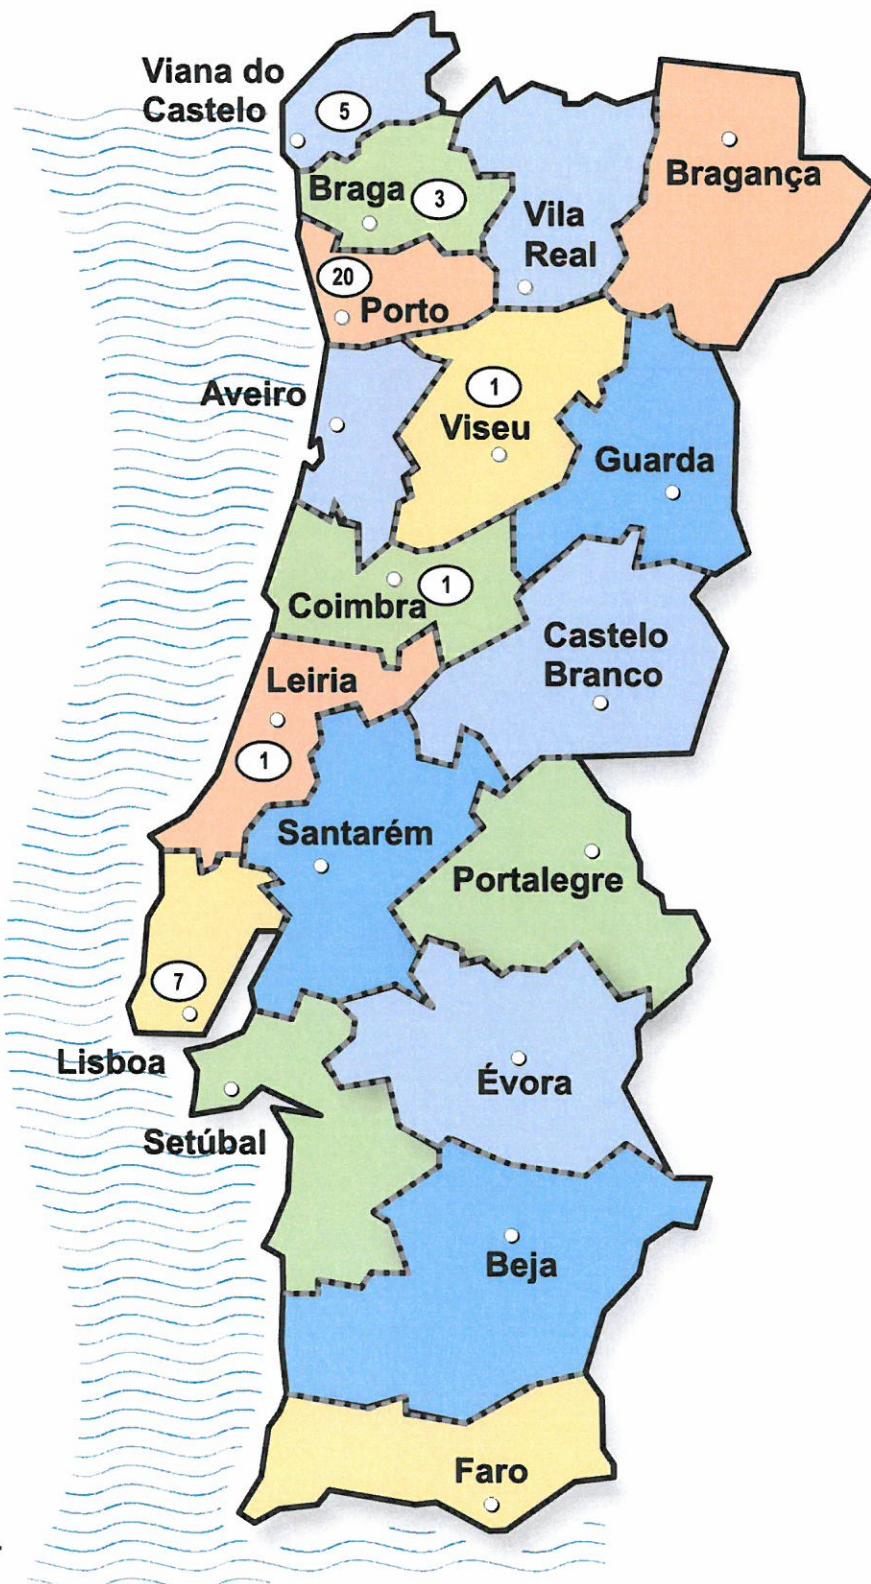 Viana do
Castelo
5
Braga
3
Bragança
Vila
Real
20
Porto
Aveiro
1
Viseu
Guarda
Coimbra
1
Castelo
Branco
Leiria
1
Santarém
Portalegre
7
Lisboa
Évora
Setúbal
Beja
Faro